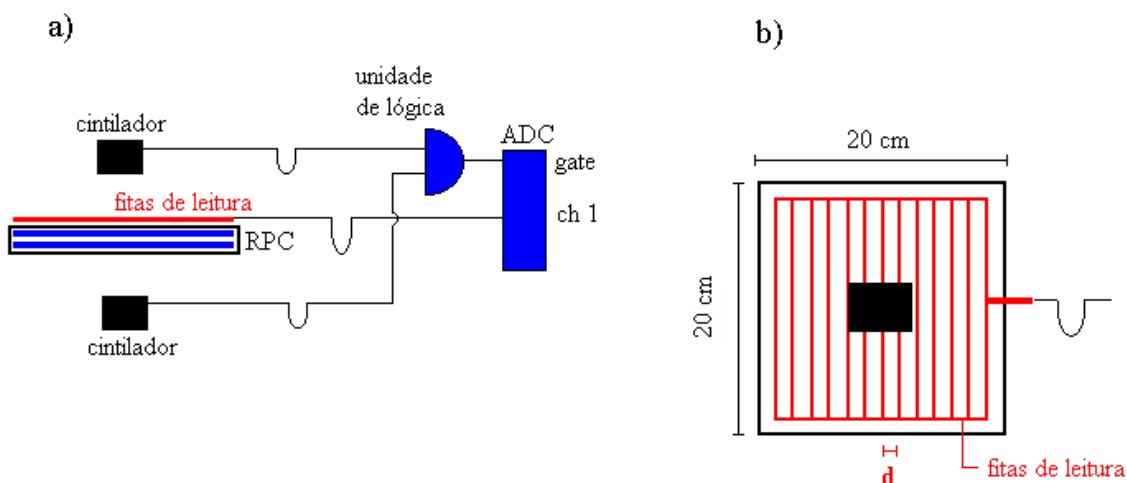 a)
unidade
de lógica
cintilador
ADC
gate
fitas de leitura
ch 1
RPC
cintilador
b)
20 cm
20 cm
d
fitas de leitura